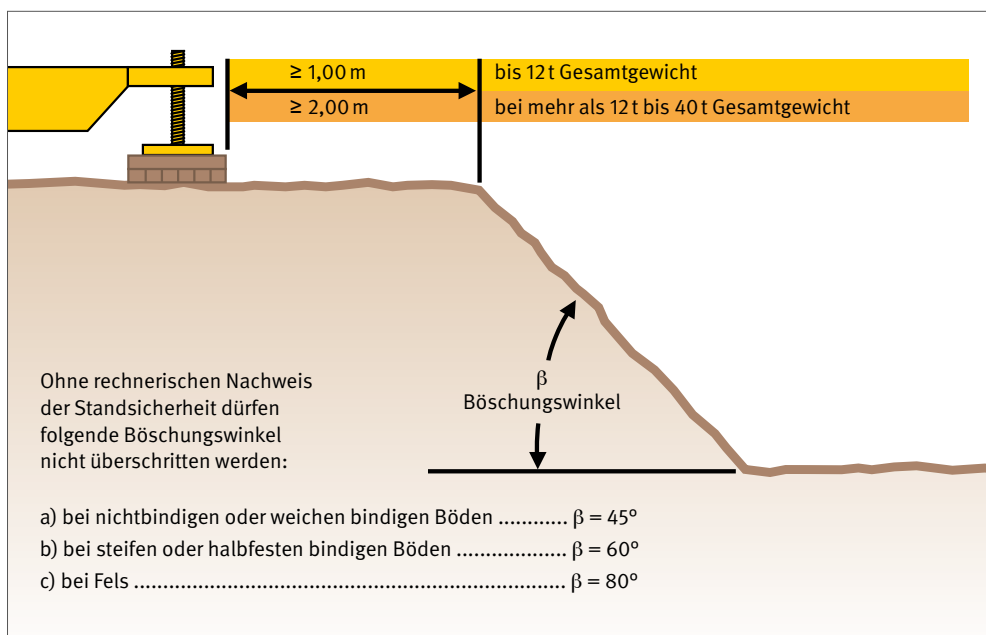 ≥ 1,00 m bis 12 t Gesamtgewicht
≥ 2,00 m bei mehr als 12 t bis 40 t Gesamtgewicht
β
Böschungswinkel
Ohne rechnerischen Nachweis
der Standsicherheit dürfen
folgende Böschungswinkel
nicht überschritten werden:
a) bei nichtbindigen oder weichen bindigen Böden ............ β = 45°
b) bei steifen oder halbfesten bindigen Böden ................... β = 60°
c) bei Fels .............................................................. β = 80°